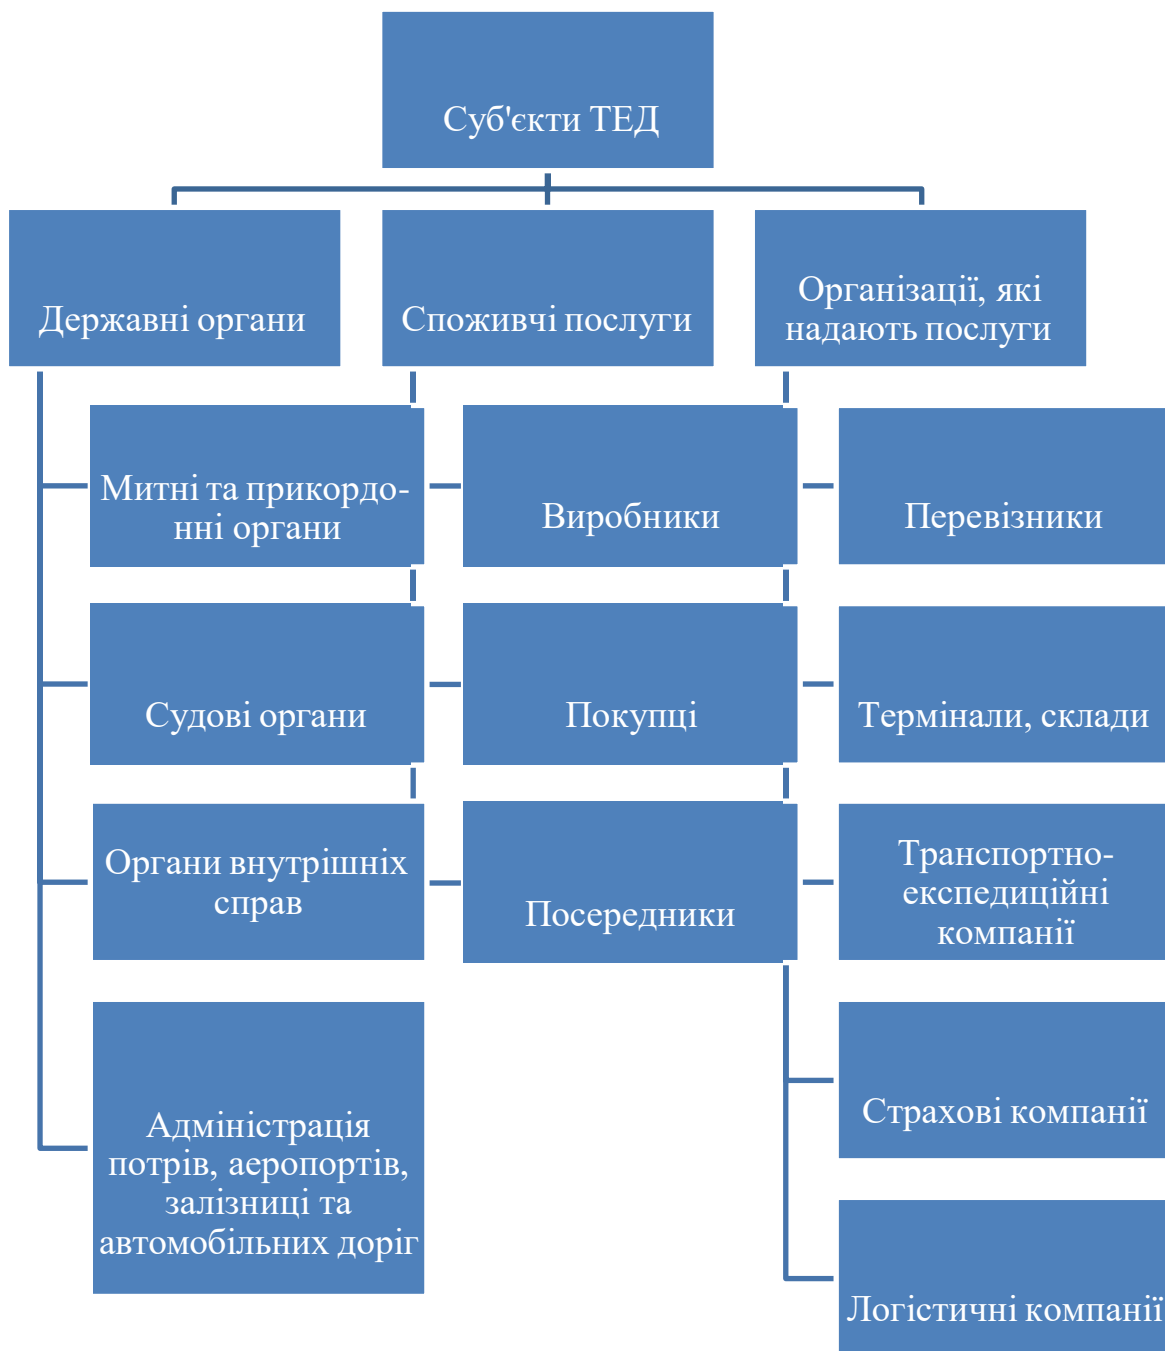 Суб'єкти ТЕД
Державні органи
Споживчі послуги
Організації, які
надають послуги
Митні та прикордо-
нні органи
Виробники
Перевізники
Судові органи
Покупці
Термінали, склади
Органи внутрішніх
справ
Посередники
Транспортно-
експедиційні
компанії
Адміністрація
потрів, аеропортів,
залізниці та
автомобільних доріг
Страхові компанії
Логістичні компанії